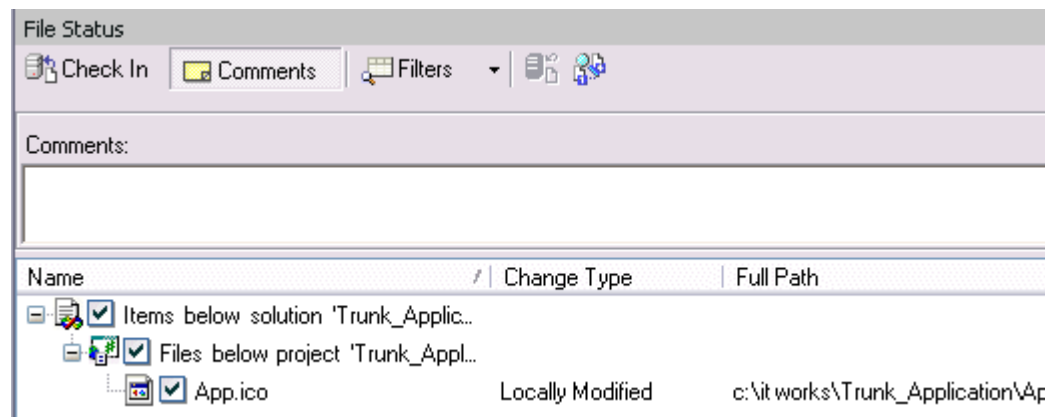 File Status
Check In Comments Filters
Comments:
Name / Change Type Full Path
Items below solution 'Trunk_Applic...
Files below project 'Trunk_Appl...
App.ico Locally Modified c:\it works\Trunk_Application\Ap